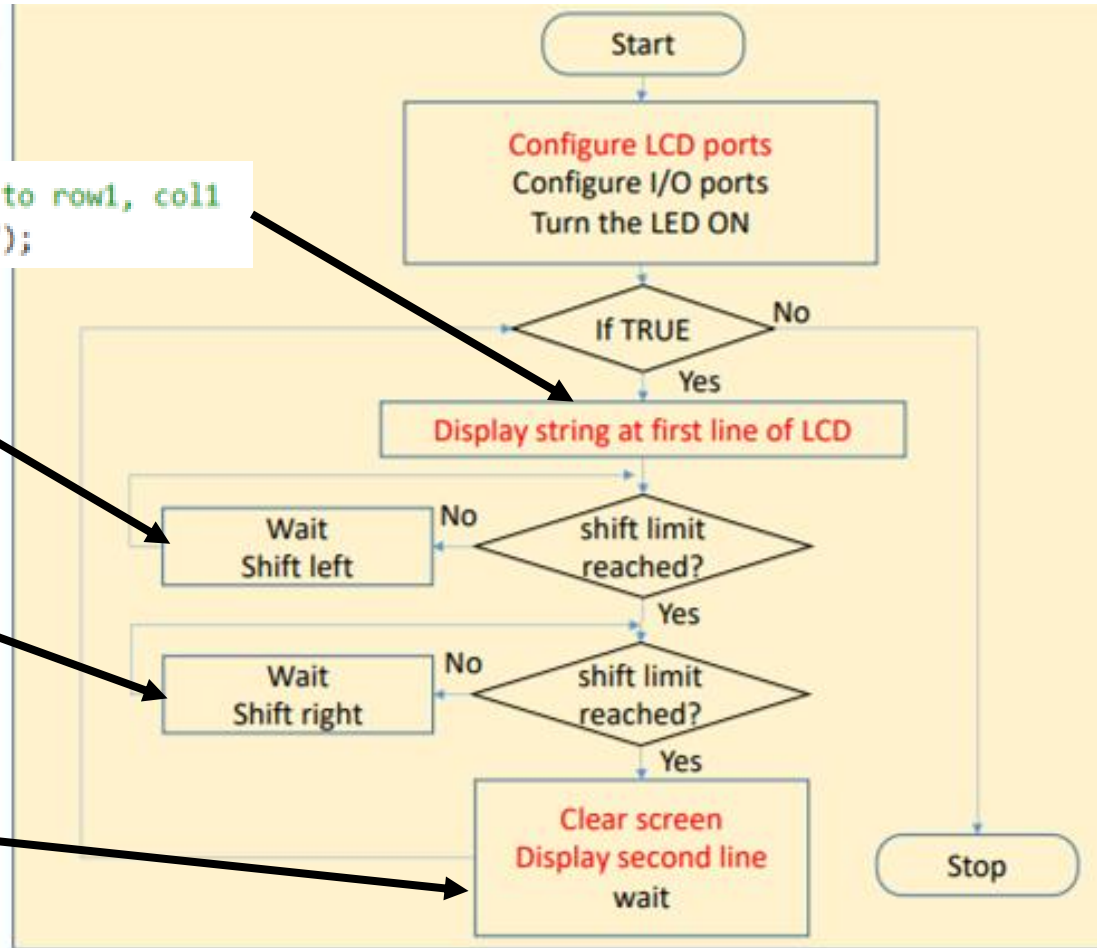 Start
Configure LCD ports
Configure I/O ports
Turn the LED ON
to row1, col1
);
If TRUE
No
Yes
Display string at first line of LCD
No
Wait
Shift left
shift limit
reached?
Yes
No
Wait
Shift right
shift limit
reached?
Yes
Clear screen
Display second line
wait
Stop